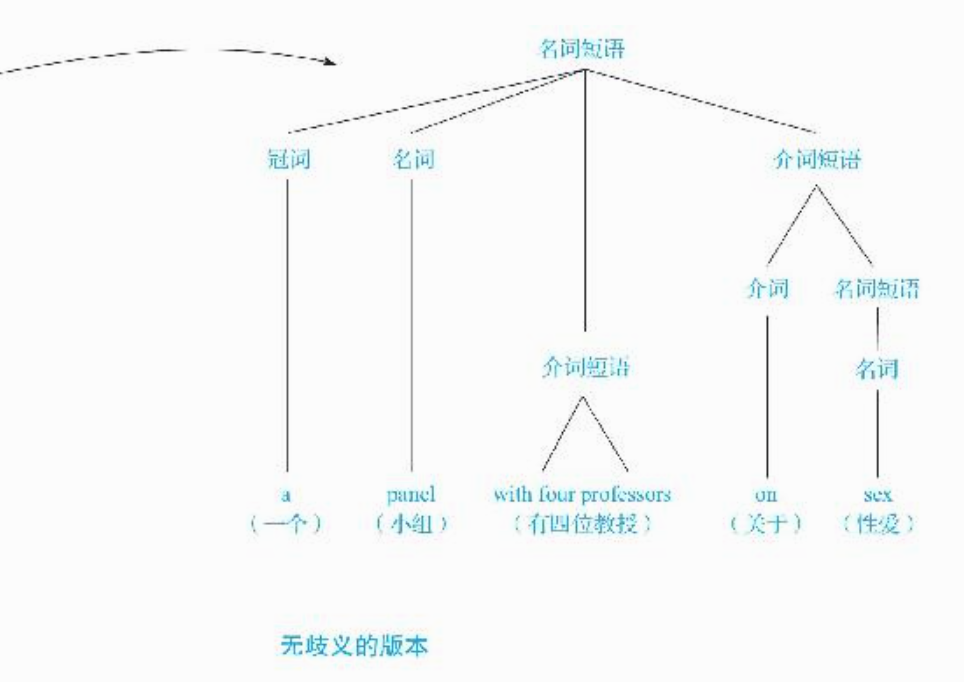 名词短语
冠词 名词 介词短语
介词 名词短语
介词短语 名词
a panel with four professors on sex
（一个） （小组） （有四位教授） （关于） （性爱）
无歧义的版本